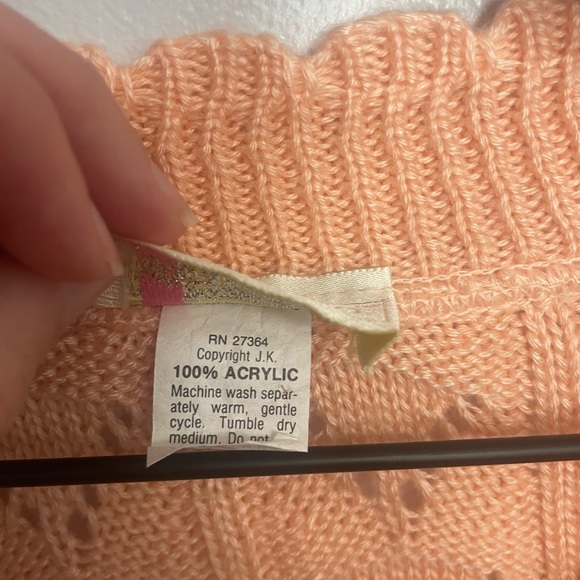 RN 27364
Copyright J.K.
100% ACRYLIC
Machine wash separ-
ately warm, gentle
cycle. Tumble dry
medium. Do not